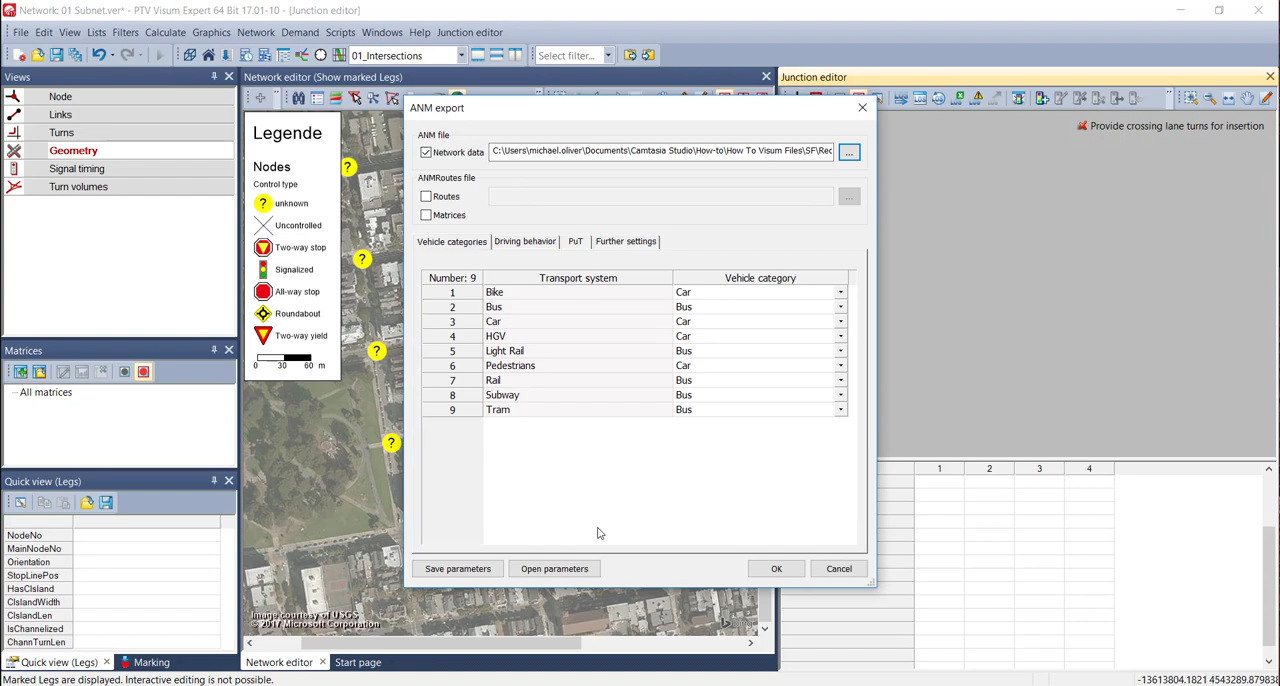 Network: 01 Subnet.ver* - PTV Visum Expert 64 Bit 17.01-10 - [Junction editor]
File Edit View Lists Filters Calculate Graphics Network Demand Scripts Windows Help Junction editor
01_Intersections
Select filter...
Views
Node
Links
Turns
Geometry
Signal timing
Turn volumes
Matrices
All matrices
Quick view (Legs)
NodeNo
MainNodeNo
Orientation
StopLinePos
HasCIsland
CIslandWidth
CIslandLen
IsChannelized
ChannTurnLen
Quick view (Legs)
Marking
Network editor (Show marked Legs)
Legende
Nodes
Control type
? unknown
Uncontrolled
Two-way stop
Signalized
All-way stop
Roundabout
Two-way yield
0 30 60 m
?
?
?
?
Image courtesy of USGS
© 2017 Microsoft Corporation
bing
Network editor
Start page
ANM export
ANM file
Network data
C:\Users\michael.oliver\Documents\Camtasia Studio\How-to\How To Visum Files\SF\Rec
...
ANMRoutes file
Routes
...
Matrices
Vehicle categories Driving behavior PuT Further settings
Number: 9 Transport system Vehicle category
1 Bike Car
2 Bus Bus
3 Car Car
4 HGV Car
5 Light Rail Bus
6 Pedestrians Car
7 Rail Bus
8 Subway Bus
9 Tram Bus
Save parameters
Open parameters
OK
Cancel
Junction editor
Provide crossing lane turns for insertion
1 2 3 4
Marked Legs are displayed. Interactive editing is not possible.
-13613804.1821 4543289.879838